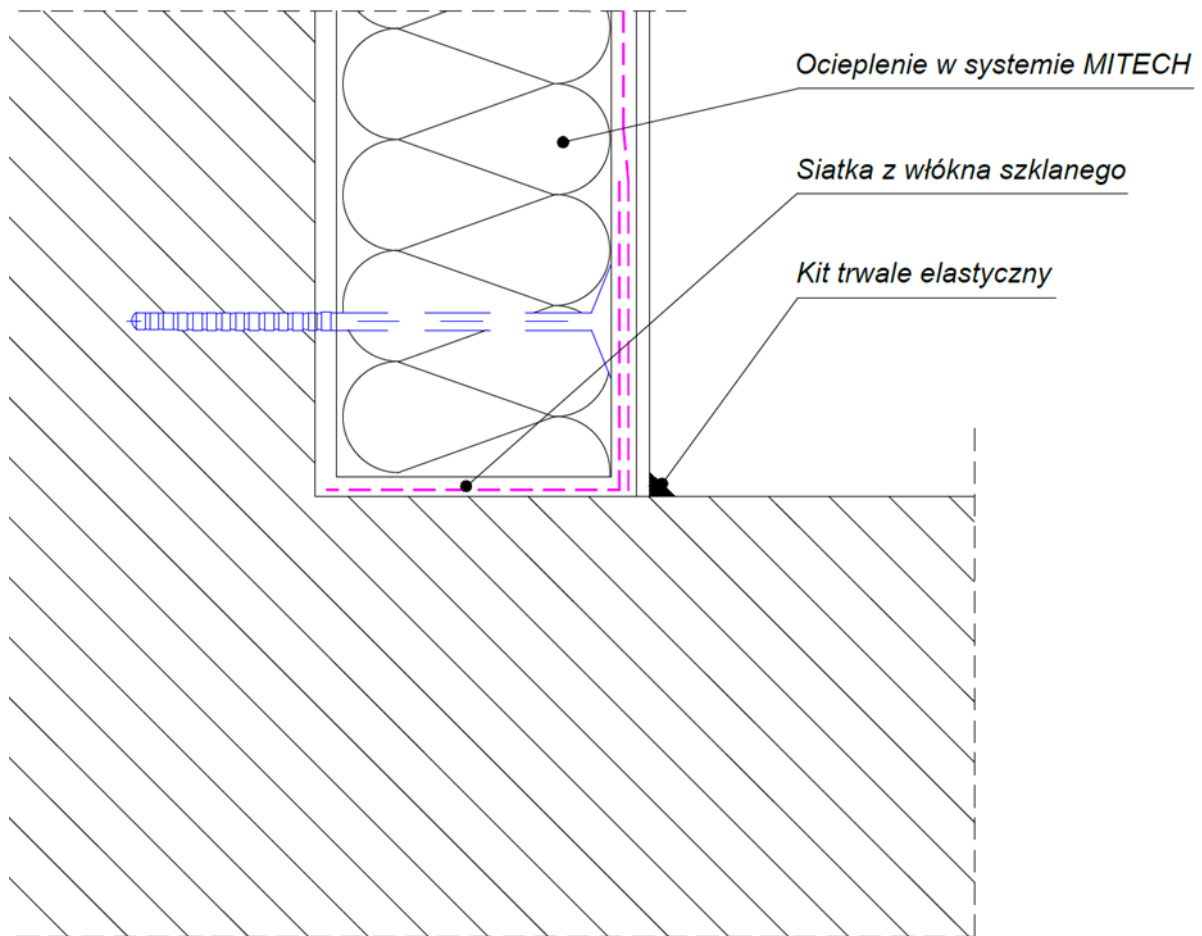 Ocieplenie w systemie MITECH
Siatka z włókna szklanego
Kit trwale elastyczny